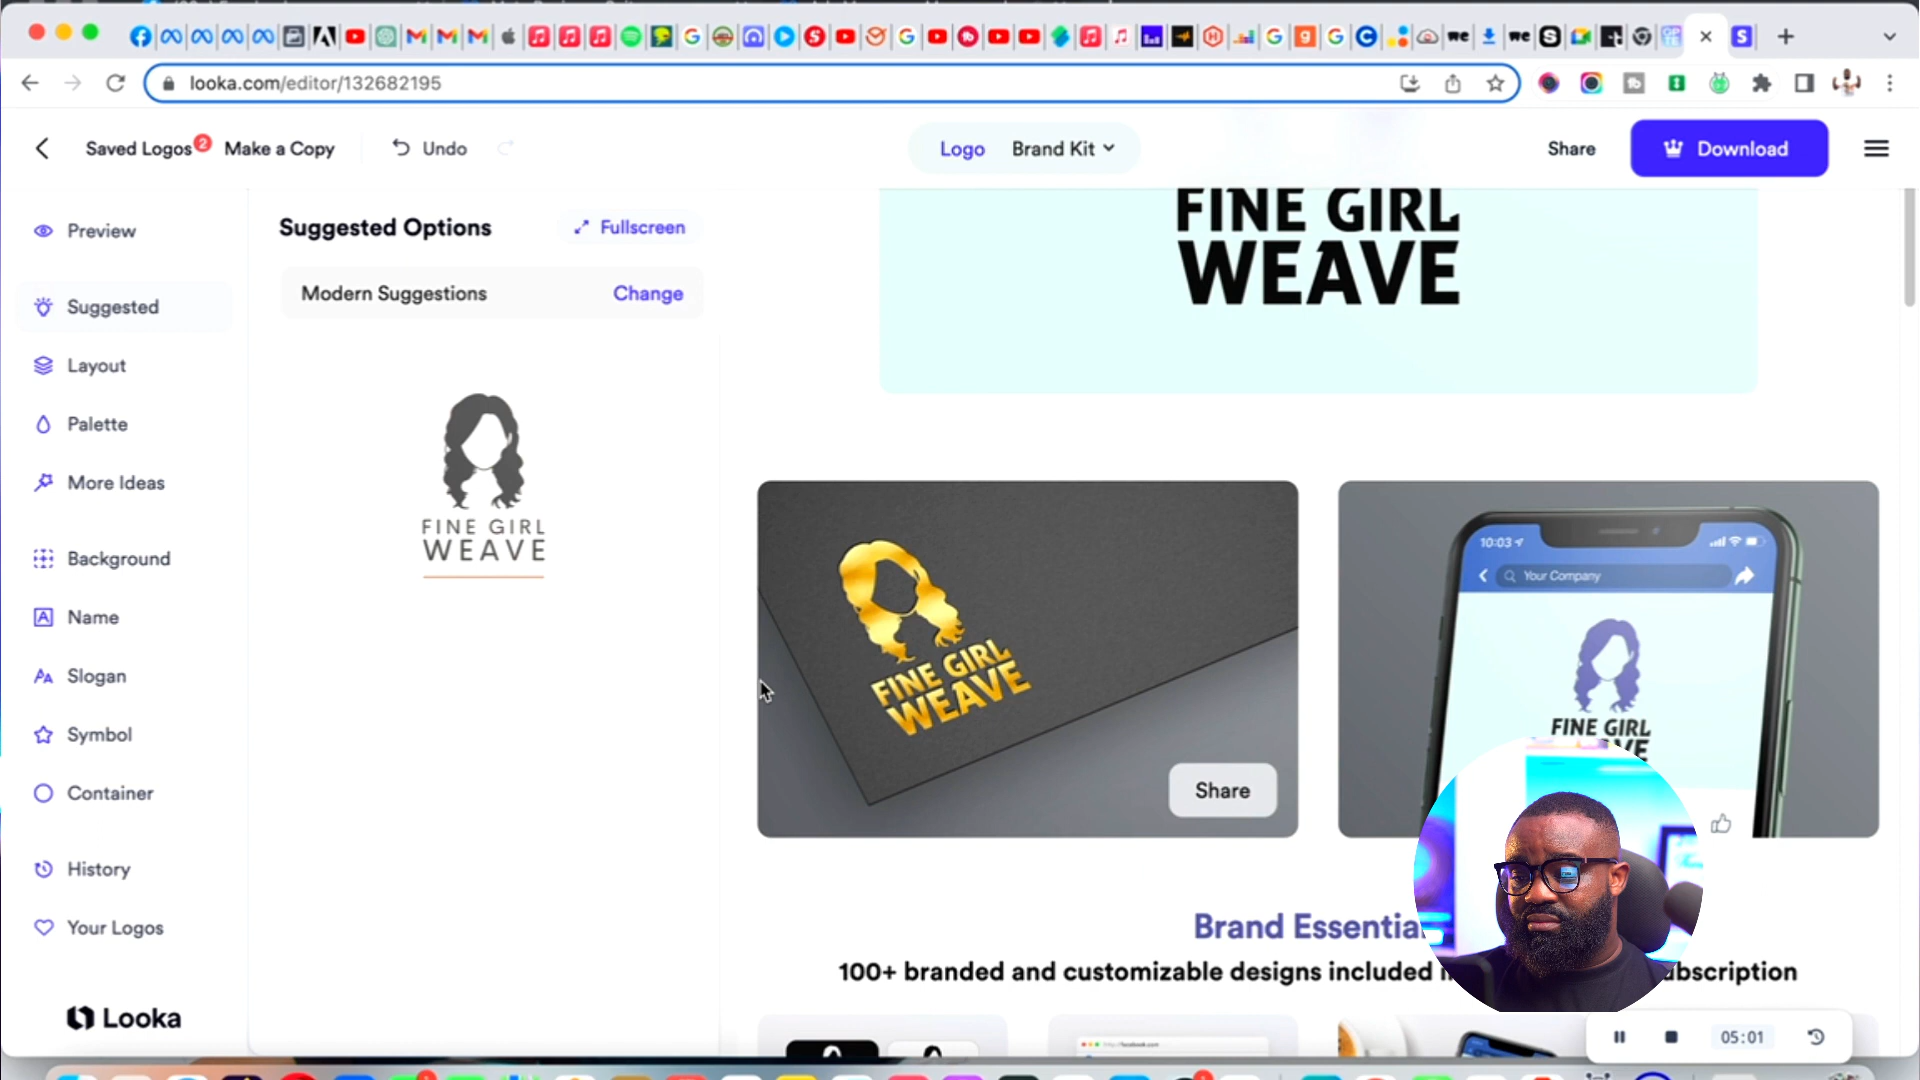 looka.com/editor/132682195
Saved Logos 2
Make a Copy
Undo
Logo
Brand Kit
Share
Download
Preview
Suggested
Layout
Palette
More Ideas
Background
Name
Slogan
Symbol
Container
History
Your Logos
Looka
Suggested Options
Fullscreen
Modern Suggestions
Change
FINE GIRL
WEAVE
FINE GIRL
WEAVE
FINE GIRL
WEAVE
Share
10:03
Your Company
FINE GIRL
Brand Essential
100+ branded and customizable designs included
05:01